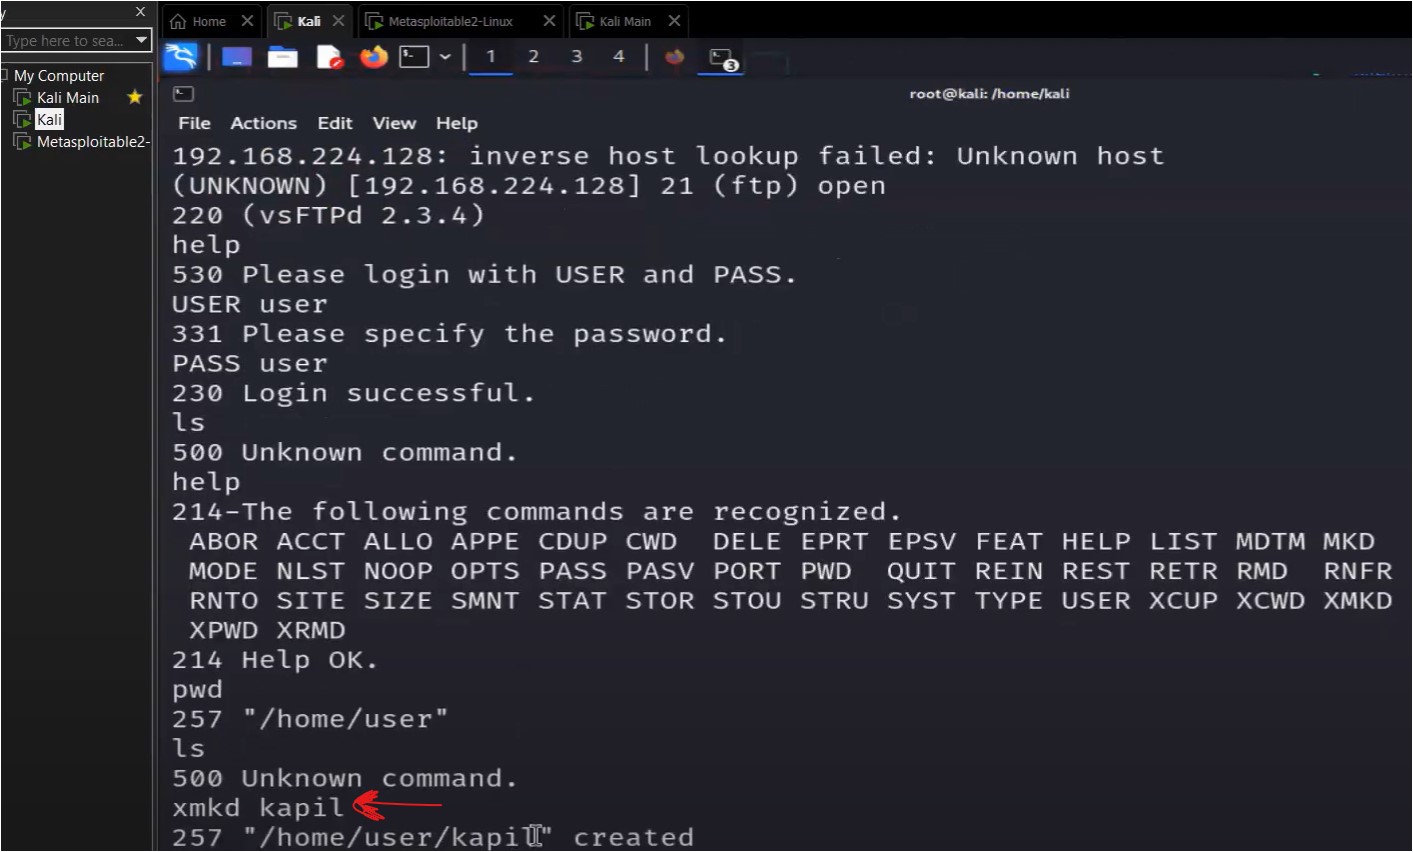 y
Home
Kali
Metasploitable2-Linux
Kali Main
Type here to sea...
1 2 3 4
3
My Computer
Kali Main
Kali
Metasploitable2-
root@kali: /home/kali
File Actions Edit View Help
192.168.224.128: inverse host lookup failed: Unknown host
(UNKNOWN) [192.168.224.128] 21 (ftp) open
220 (vsFTPd 2.3.4)
help
530 Please login with USER and PASS.
USER user
331 Please specify the password.
PASS user
230 Login successful.
ls
500 Unknown command.
help
214-The following commands are recognized.
ABOR ACCT ALLO APPE CDUP CWD DELE EPRT EPSV FEAT HELP LIST MDTM MKD
MODE NLST NOOP OPTS PASS PASV PORT PWD QUIT REIN REST RETR RMD RNFR
RNTO SITE SIZE SMNT STAT STOR STOU STRU SYST TYPE USER XCUP XCWD XMKD
XPWD XRMD
214 Help OK.
pwd
257 "/home/user"
ls
500 Unknown command.
xmkd kapil
257 "/home/user/kapil" created